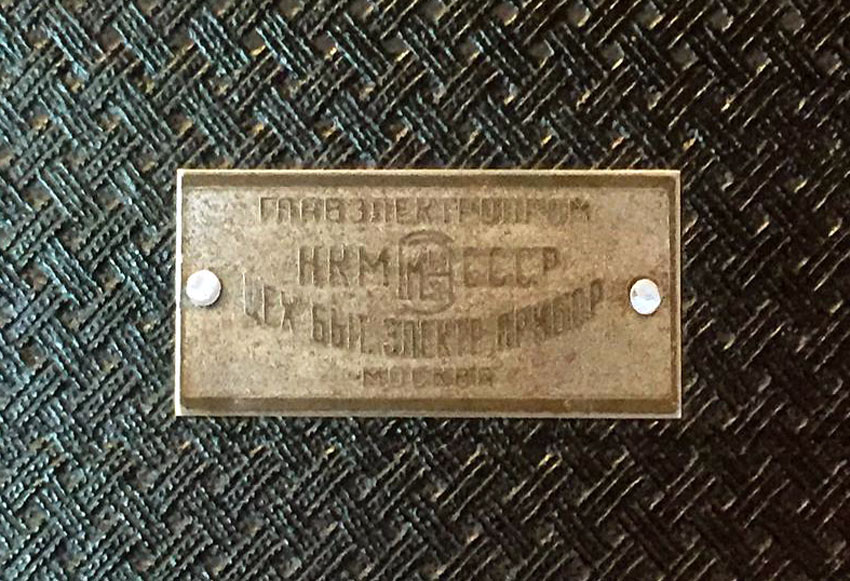 ГЛАВЭЛЕКТРОПРОМ
НКМ СССР
ЦЕХ БЫТ. ЭЛЕКТР. ПРИБОР
МОСКВА